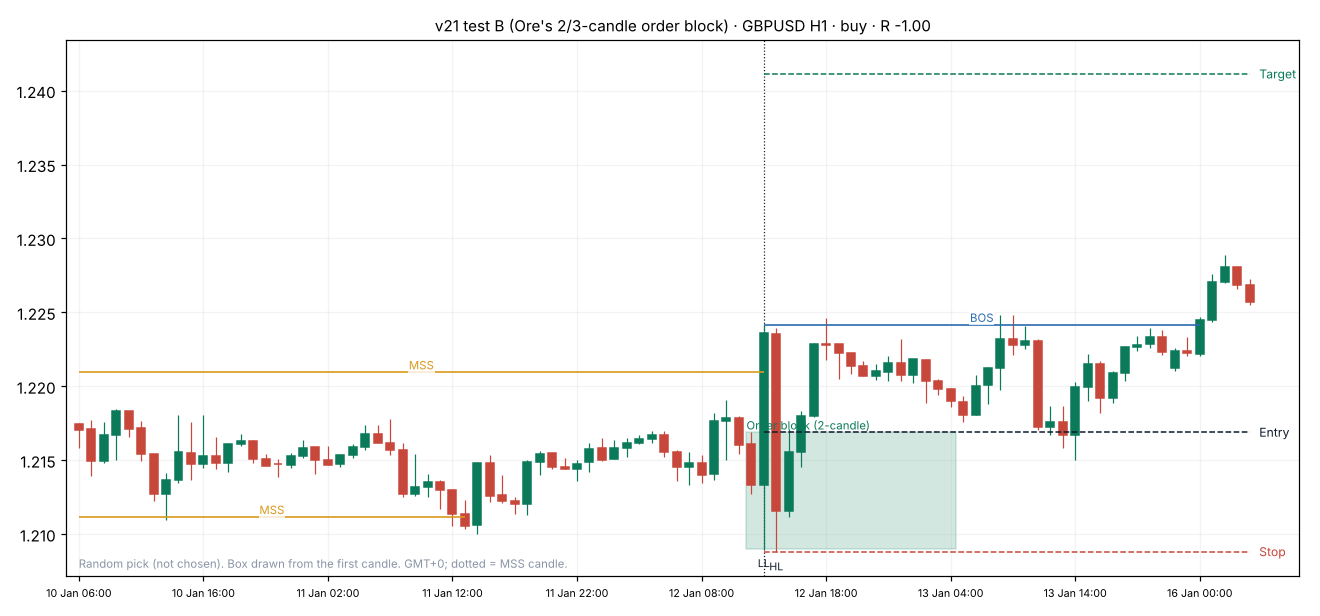 v21 test B (Ore's 2/3-candle order block) · GBPUSD H1 · buy · R -1.00
Target
1.240
1.235
1.230
1.225
BOS
MSS
1.220
Order block (2-candle)
Entry
1.215
MSS
1.210
Stop
Random pick (not chosen). Box drawn from the first candle. GMT+0; dotted = MSS candle.
LL
HL
10 Jan 06:00
10 Jan 16:00
11 Jan 02:00
11 Jan 12:00
11 Jan 22:00
12 Jan 08:00
12 Jan 18:00
13 Jan 04:00
13 Jan 14:00
16 Jan 00:00